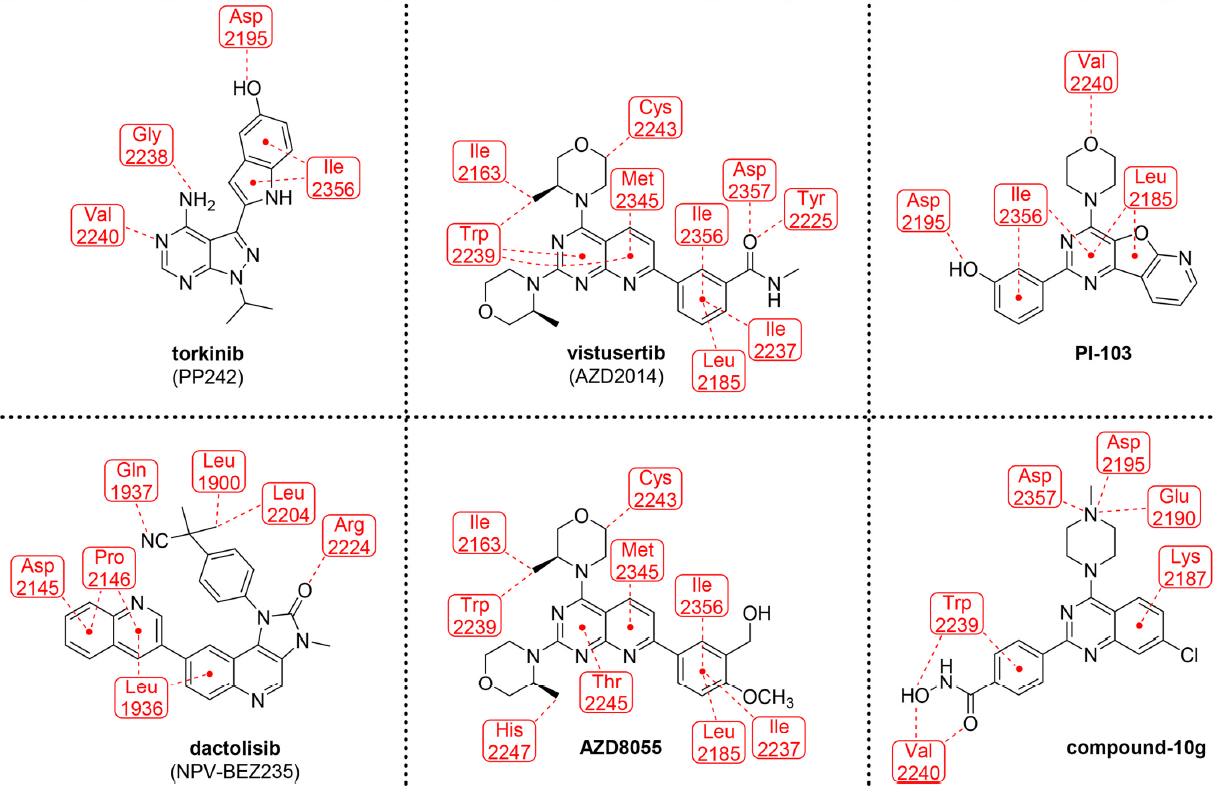 Asp
2195
HO
Gly
2238
Ile
2356
NH2
NH
Val
2240
N
N
N
N
torkinib
(PP242)
Cys
2243
Ile
2163
O
Asp
2357
Met
2345
Tyr
2225
Ile
2356
N
Trp
2239
O
N
N
N
N
N
H
O
Ile
2237
Leu
2185
vistusertib
(AZD2014)
Val
2240
O
Leu
2185
Ile
2356
Asp
2195
N
O
N
N
HO
N
PI-103
Gln
1937
Leu
1900
Leu
2204
Arg
2224
NC
Asp
2145
Pro
2146
O
N
N
N
Leu
1936
N
dactolisib
(NPV-BEZ235)
Cys
2243
Ile
2163
O
Met
2345
Ile
2356
N
Trp
2239
OH
N
N
N
N
O
Thr
2245
OCH3
His
2247
Leu
2185
Ile
2237
AZD8055
Asp
2195
Asp
2357
Glu
2190
N
Lys
2187
N
Trp
2239
N
N
Cl
H
N
HO
O
Val
2240
compound-10g